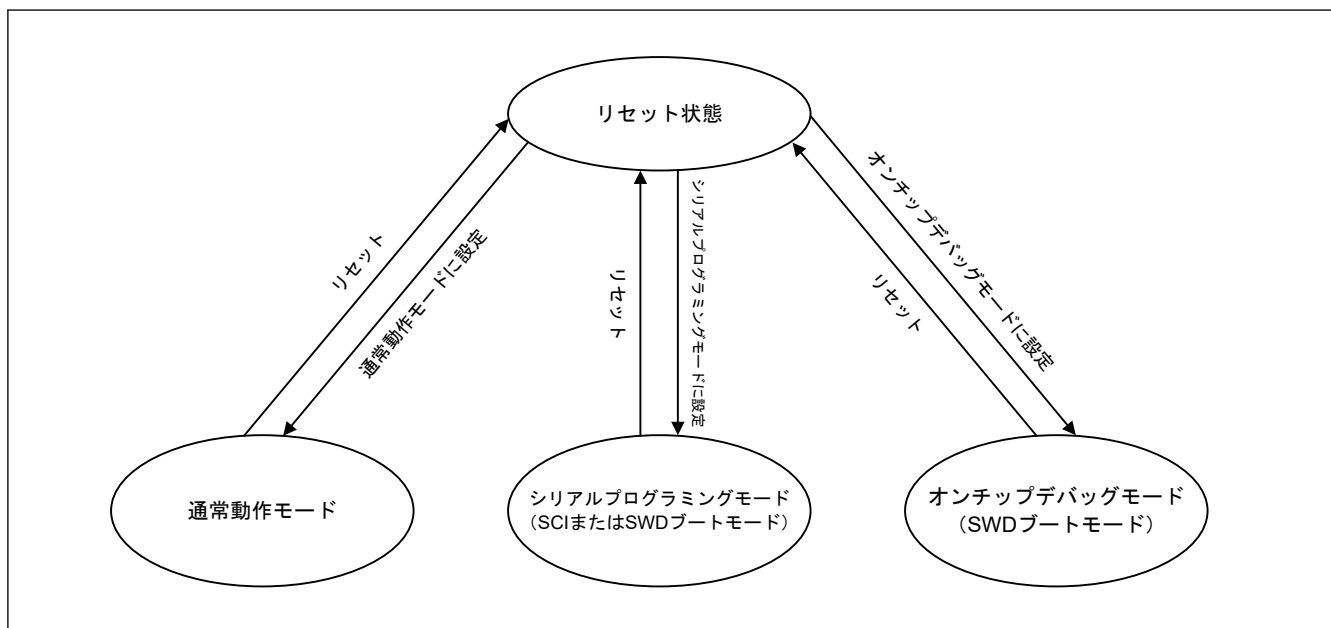 リセット状態
リセット
通常動作モードに設定
リセット
シリアルプログラミングモードに設定
リセット
オンチップデバッグモードに設定
通常動作モード
シリアルプログラミングモード
（SCIまたはSWDブートモード）
オンチップデバッグモード
（SWDブートモード）